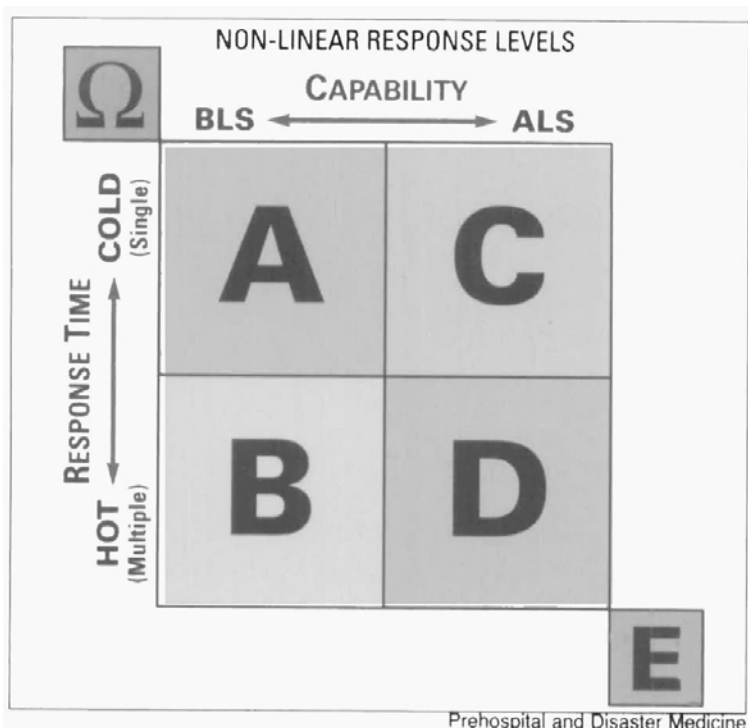 NON-LINEAR RESPONSE LEVELS
Ω
CAPABILITY
BLS ALS
COLD
(Single)
RESPONSE TIME
HOT
(Multiple)
A C
B D
E
Prehospital and Disaster Medicine